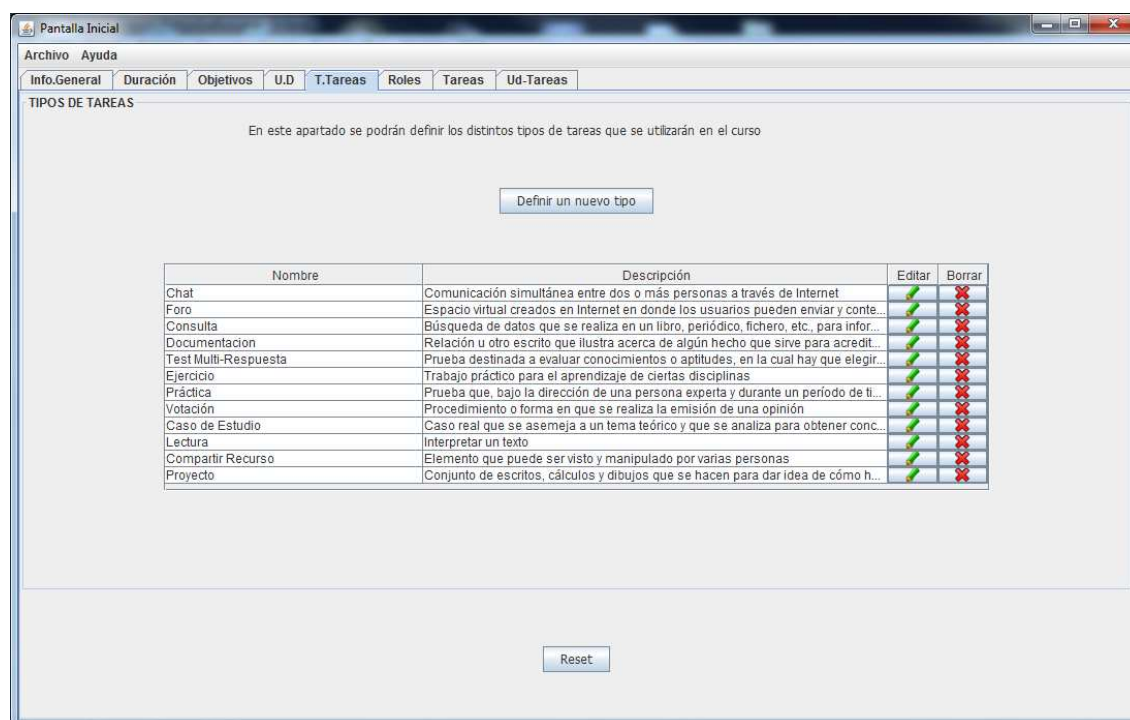 Pantalla Inicial
Archivo Ayuda
Info.General Duración Objetivos U.D T.Tareas Roles Tareas Ud-Tareas
TIPOS DE TAREAS
En este apartado se podrán definir los distintos tipos de tareas que se utilizarán en el curso
Definir un nuevo tipo
Nombre Descripción Editar Borrar
Chat Comunicación simultánea entre dos o más personas a través de Internet
Foro Espacio virtual creados en Internet en donde los usuarios pueden enviar y conte...
Consulta Búsqueda de datos que se realiza en un libro, periódico, fichero, etc., para infor...
Documentacion Relación u otro escrito que ilustra acerca de algún hecho que sirve para acredit...
Test Multi-Respuesta Prueba destinada a evaluar conocimientos o aptitudes, en la cual hay que elegir...
Ejercicio Trabajo práctico para el aprendizaje de ciertas disciplinas
Práctica Prueba que, bajo la dirección de una persona experta y durante un período de ti...
Votación Procedimiento o forma en que se realiza la emisión de una opinión
Caso de Estudio Caso real que se asemeja a un tema teórico y que se analiza para obtener conc...
Lectura Interpretar un texto
Compartir Recurso Elemento que puede ser visto y manipulado por varias personas
Proyecto Conjunto de escritos, cálculos y dibujos que se hacen para dar idea de cómo h...
Reset